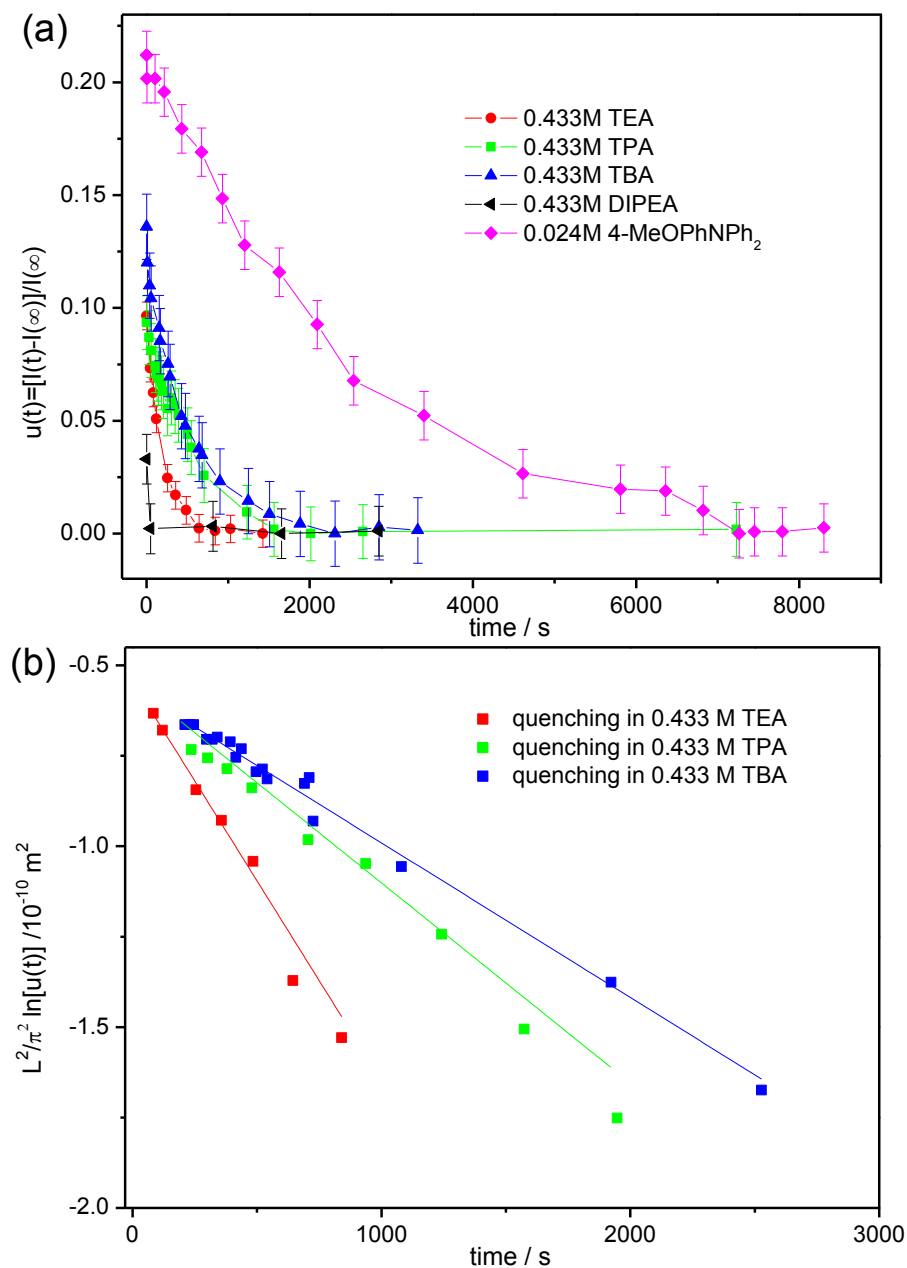 (a)
0.20
0.15
0.10
0.05
0.00
u(t)=[I(t)-I(∞)]/I(∞)
0.433M TEA
0.433M TPA
0.433M TBA
0.433M DIPEA
0.024M 4-MeOPhNPh₂
0 2000 4000 6000 8000
time / s
(b)
-0.5
-1.0
-1.5
-2.0
L²/π² ln[u(t)] /10⁻¹⁰ m²
quenching in 0.433 M TEA
quenching in 0.433 M TPA
quenching in 0.433 M TBA
0 1000 2000 3000
time / s